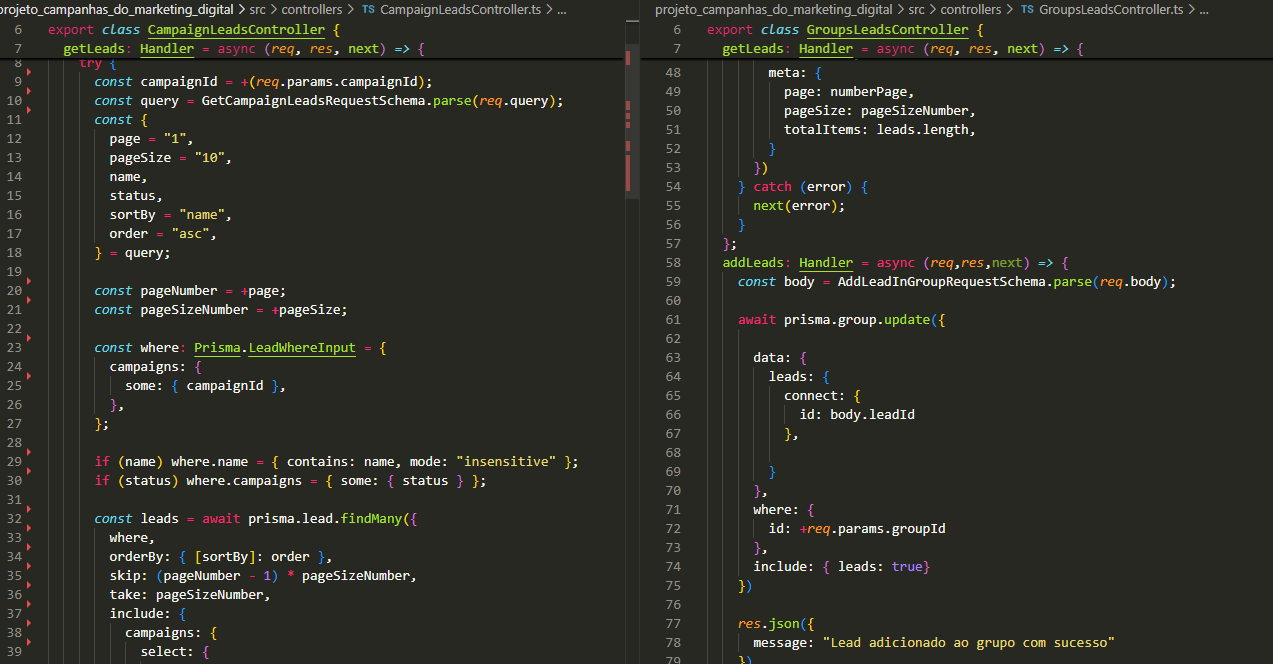 projeto_campanhas_do_marketing_digital > src > controllers > TS CampaignLeadsController.ts > ...
6 export class CampaignLeadsController {
7 getLeads: Handler = async (req, res, next) => {
8 try {
9 const campaignId = +(req.params.campaignId);
10 const query = GetCampaignLeadsRequestSchema.parse(req.query);
11 const {
12 page = "1",
13 pageSize = "10",
14 name,
15 status,
16 sortBy = "name",
17 order = "asc",
18 } = query;
19
20 const pageNumber = +page;
21 const pageSizeNumber = +pageSize;
22
23 const where: Prisma.LeadWhereInput = {
24 campaigns: {
25 some: { campaignId },
26 },
27 };
28
29 if (name) where.name = { contains: name, mode: "insensitive" };
30 if (status) where.campaigns = { some: { status } };
31
32 const leads = await prisma.lead.findMany({
33 where,
34 orderBy: { [sortBy]: order },
35 skip: (pageNumber - 1) * pageSizeNumber,
36 take: pageSizeNumber,
37 include: {
38 campaigns: {
39 select: {
projeto_campanhas_do_marketing_digital > src > controllers > TS GroupsLeadsController.ts > ...
6 export class GroupsLeadsController {
7 getLeads: Handler = async (req, res, next) => {
48 meta: {
49 page: numberPage,
50 pageSize: pageSizeNumber,
51 totalItems: leads.length,
52 }
53 })
54 } catch (error) {
55 next(error);
56 }
57 };
58 addLeads: Handler = async (req,res,next) => {
59 const body = AddLeadInGroupRequestSchema.parse(req.body);
60
61 await prisma.group.update({
62
63 data: {
64 leads: {
65 connect: {
66 id: body.leadId
67 },
68
69 }
70 },
71 where: {
72 id: +req.params.groupId
73 },
74 include: { leads: true}
75 })
76
77 res.json({
78 message: "Lead adicionado ao grupo com sucesso"
79 })